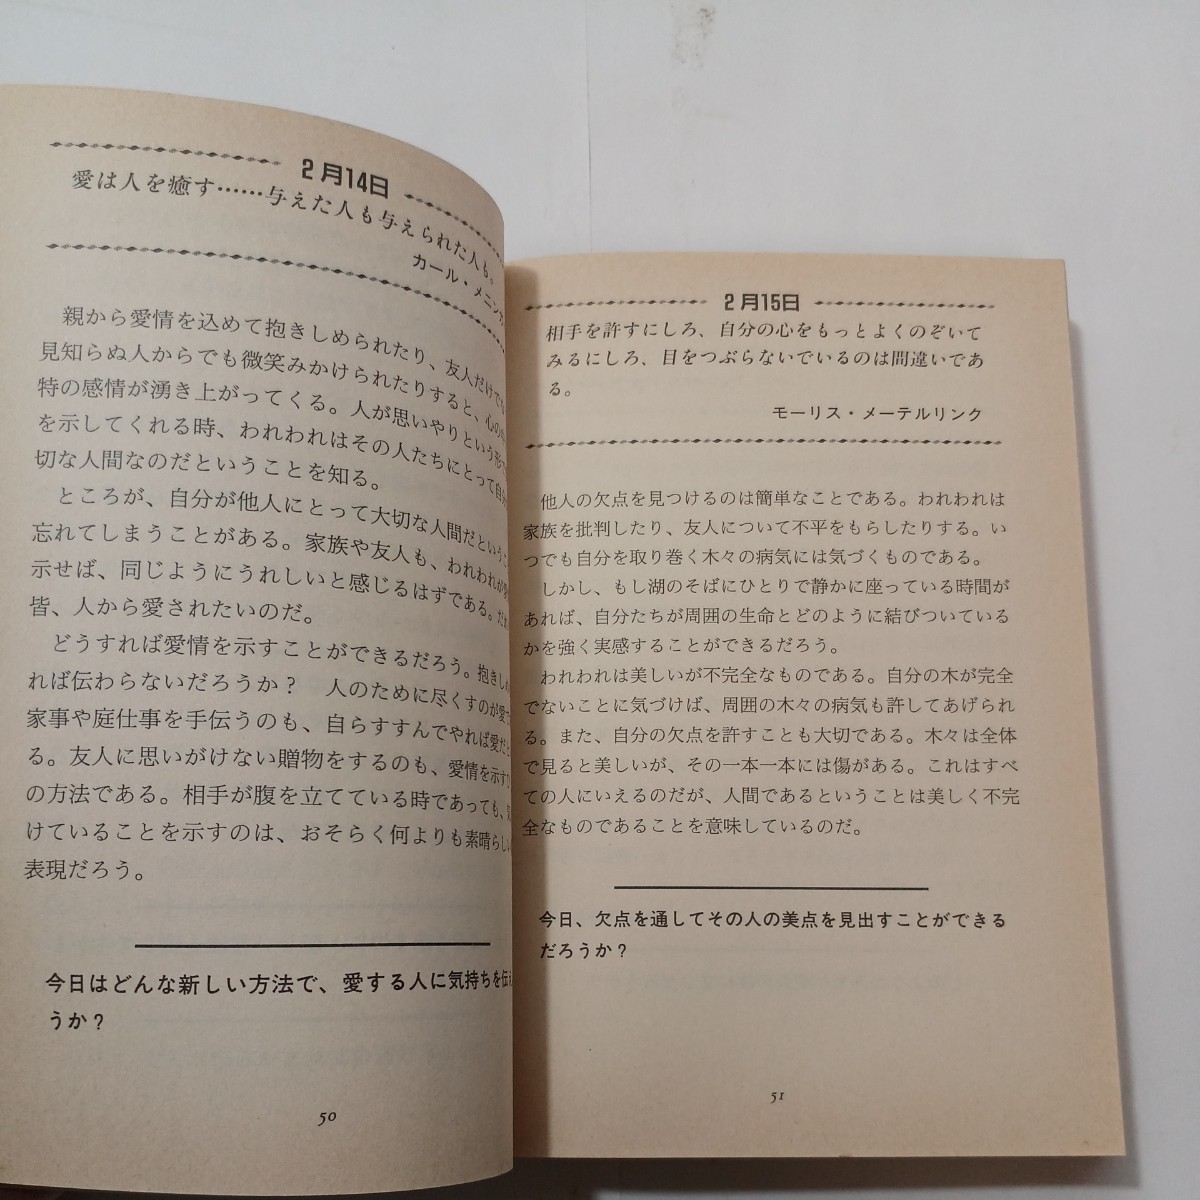 2月14日
愛は人を癒す……与えた人も与えられた人も。
カール・メニンガ
親から愛情を込めて抱きしめられたり、友人だけでも
見知らぬ人からでも微笑みかけられたりすると、心の
特の感情が湧き上がってくる。人が思いやりという形
を示してくれる時、われわれはその人たちにとって自
切な人間なのだということを知る。
ところが、自分が他人にとって大切な人間だという
忘れてしまうことがある。家族や友人も、われわれが
示せば、同じようにうれしいと感じるはずである。だれ
皆、人から愛されたいのだ。
どうすれば愛情を示すことができるだろう。抱きし
れば伝わらないだろうか? 人のために尽くすのが愛
家事や庭仕事を手伝うのも、自らすすんでやれば愛だ
る。友人に思いがけない贈物をするのも、愛情を示す
の方法である。相手が腹を立てている時であっても、
けていることを示すのは、おそらく何よりも素晴らしい
表現だろう。
今日はどんな新しい方法で、愛する人に気持ちを伝え
うか?
50
2月15日
相手を許すにしろ、自分の心をもっとよくのぞいて
みるにしろ、目をつぶらないでいるのは間違いであ
る。
モーリス・メーテルリンク
他人の欠点を見つけるのは簡単なことである。われわれは
家族を批判したり、友人について不平をもらしたりする。い
つでも自分を取り巻く木々の病気には気づくものである。
しかし、もし湖のそばにひとりで静かに座っている時間が
あれば、自分たちが周囲の生命とどのように結びついている
かを強く実感することができるだろう。
われわれは美しいが不完全なものである。自分の木が完全
でないことに気づけば、周囲の木々の病気も許してあげられ
る。また、自分の欠点を許すことも大切である。木々は全体
で見ると美しいが、その一本一本には傷がある。これはすべ
ての人にいえるのだが、人間であるということは美しく不完
全なものであることを意味しているのだ。
今日、欠点を通してその人の美点を見出すことができる
だろうか?
51